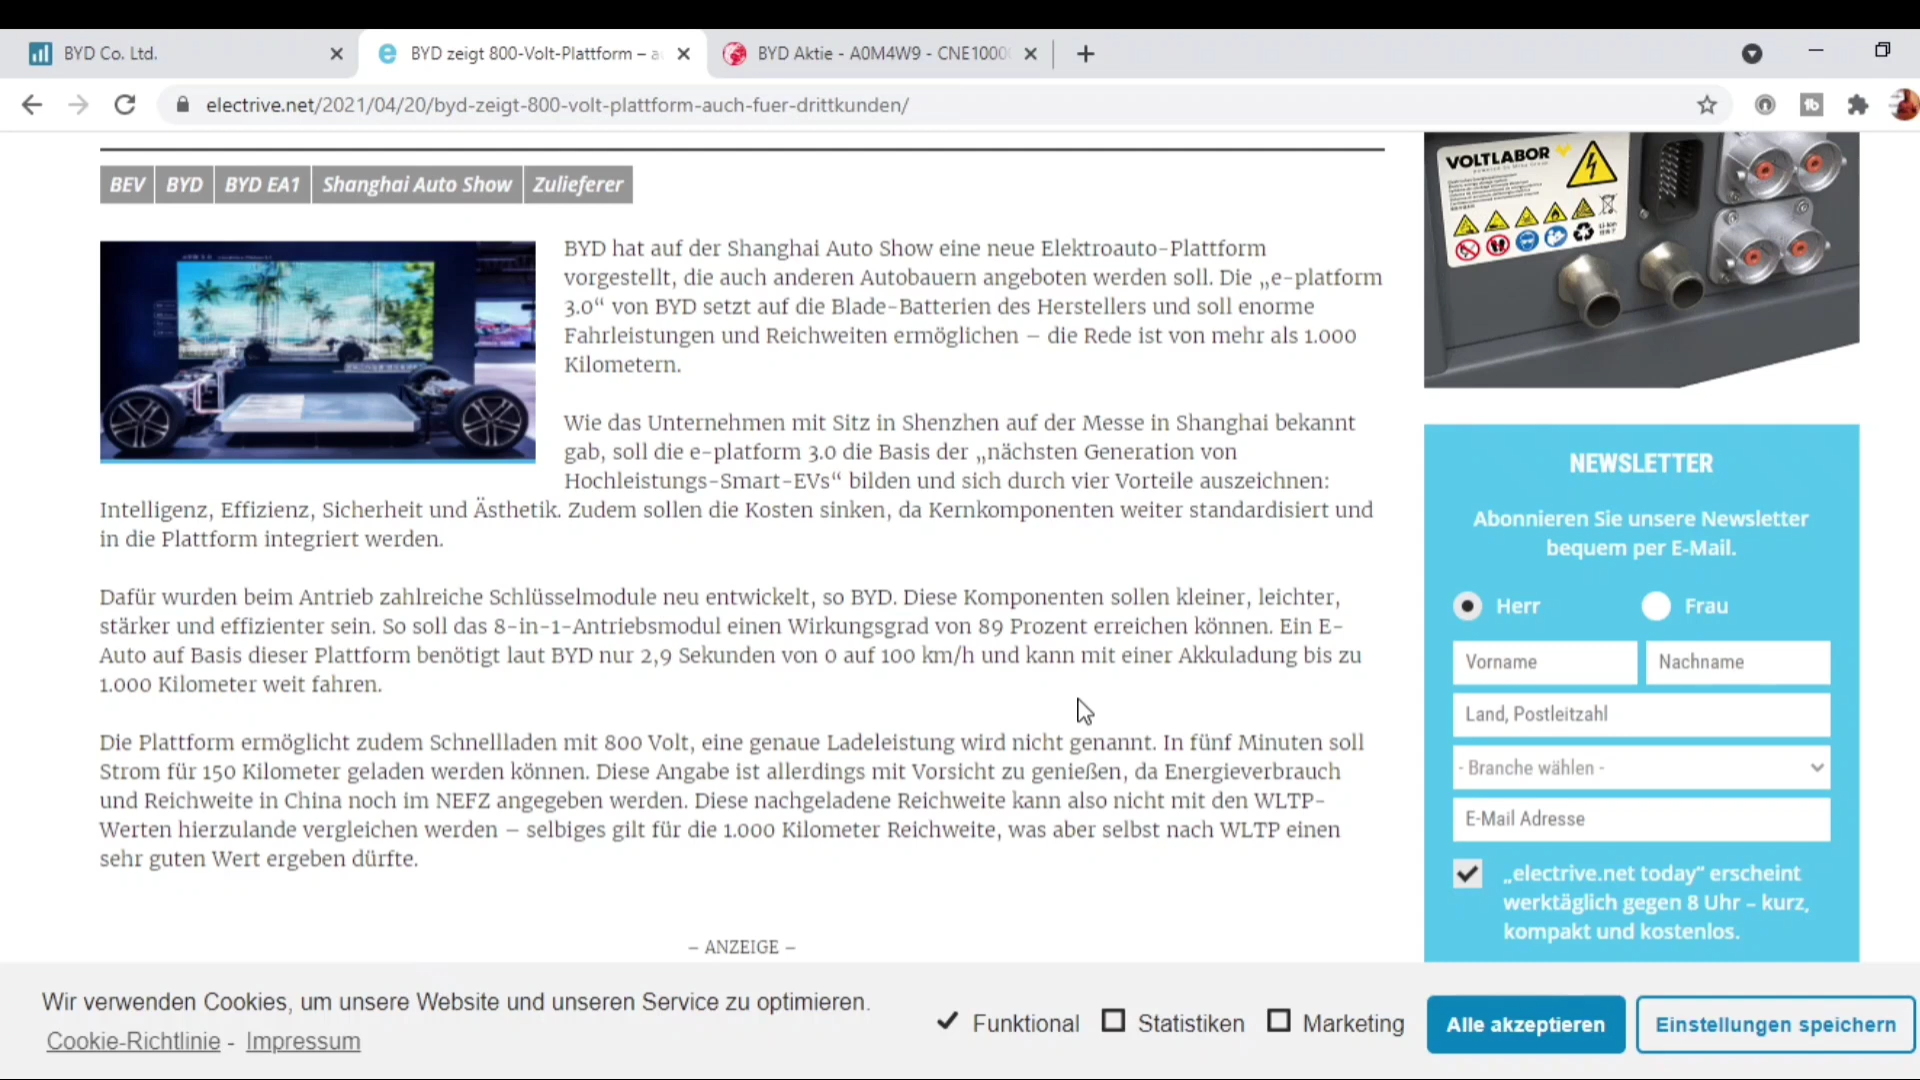 BYD Co. Ltd.
BYD zeigt 800-Volt-Plattform – a
BYD Aktie - A0M4W9 - CNE1000
electrive.net/2021/04/20/byd-zeigt-800-volt-plattform-auch-fuer-drittkunden/
BEV BYD BYD EA1 Shanghai Auto Show Zulieferer
BYD hat auf der Shanghai Auto Show eine neue Elektroauto-Plattform
vorgestellt, die auch anderen Autobauern angeboten werden soll. Die „e-platform
3.0“ von BYD setzt auf die Blade-Batterien des Herstellers und soll enorme
Fahrleistungen und Reichweiten ermöglichen – die Rede ist von mehr als 1.000
Kilometern.
Wie das Unternehmen mit Sitz in Shenzhen auf der Messe in Shanghai bekannt
gab, soll die e-platform 3.0 die Basis der „nächsten Generation von
Hochleistungs-Smart-EVs“ bilden und sich durch vier Vorteile auszeichnen:
Intelligenz, Effizienz, Sicherheit und Ästhetik. Zudem sollen die Kosten sinken, da Kernkomponenten weiter standardisiert und
in die Plattform integriert werden.
Dafür wurden beim Antrieb zahlreiche Schlüsselmodule neu entwickelt, so BYD. Diese Komponenten sollen kleiner, leichter,
stärker und effizienter sein. So soll das 8-in-1-Antriebsmodul einen Wirkungsgrad von 89 Prozent erreichen können. Ein E-
Auto auf Basis dieser Plattform benötigt laut BYD nur 2,9 Sekunden von 0 auf 100 km/h und kann mit einer Akkuladung bis zu
1.000 Kilometer weit fahren.
Die Plattform ermöglicht zudem Schnellladen mit 800 Volt, eine genaue Ladeleistung wird nicht genannt. In fünf Minuten soll
Strom für 150 Kilometer geladen werden können. Diese Angabe ist allerdings mit Vorsicht zu genießen, da Energieverbrauch
und Reichweite in China noch im NEFZ angegeben werden. Diese nachgeladene Reichweite kann also nicht mit den WLTP-
Werten hierzulande vergleichen werden – selbiges gilt für die 1.000 Kilometer Reichweite, was aber selbst nach WLTP einen
sehr guten Wert ergeben dürfte.
– ANZEIGE –
VOLTLABOR
NEWSLETTER
Abonnieren Sie unsere Newsletter
bequem per E-Mail.
Herr Frau
Vorname Nachname
Land, Postleitzahl
- Branche wählen -
E-Mail Adresse
„electrive.net today“ erscheint
werktäglich gegen 8 Uhr – kurz,
kompakt und kostenlos.
Wir verwenden Cookies, um unsere Website und unseren Service zu optimieren.
Cookie-Richtlinie - Impressum
Funktional Statistiken Marketing
Alle akzeptieren Einstellungen speichern